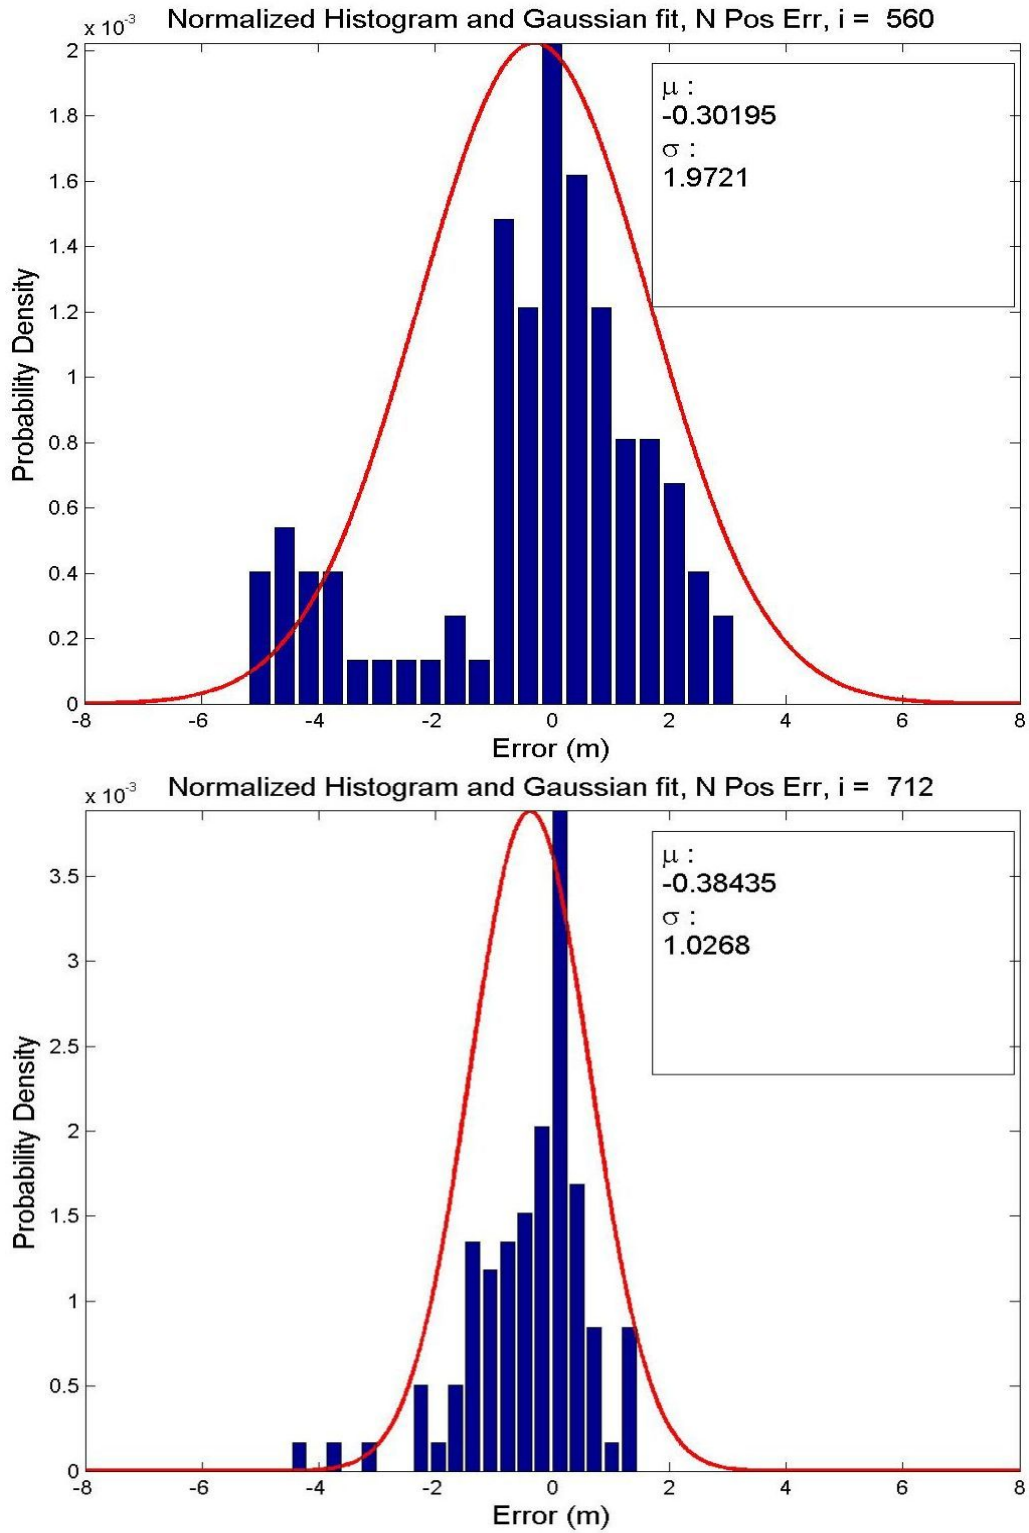 Normalized Histogram and Gaussian fit, N Pos Err, i = 560
x 10-3
2
1.8
1.6
1.4
1.2
1
0.8
0.6
0.4
0.2
0
Probability Density
μ :
-0.30195
σ :
1.9721
-8 -6 -4 -2 0 2 4 6 8
Error (m)
Normalized Histogram and Gaussian fit, N Pos Err, i = 712
x 10-3
3.5
3
2.5
2
1.5
1
0.5
0
Probability Density
μ :
-0.38435
σ :
1.0268
-8 -6 -4 -2 0 2 4 6 8
Error (m)